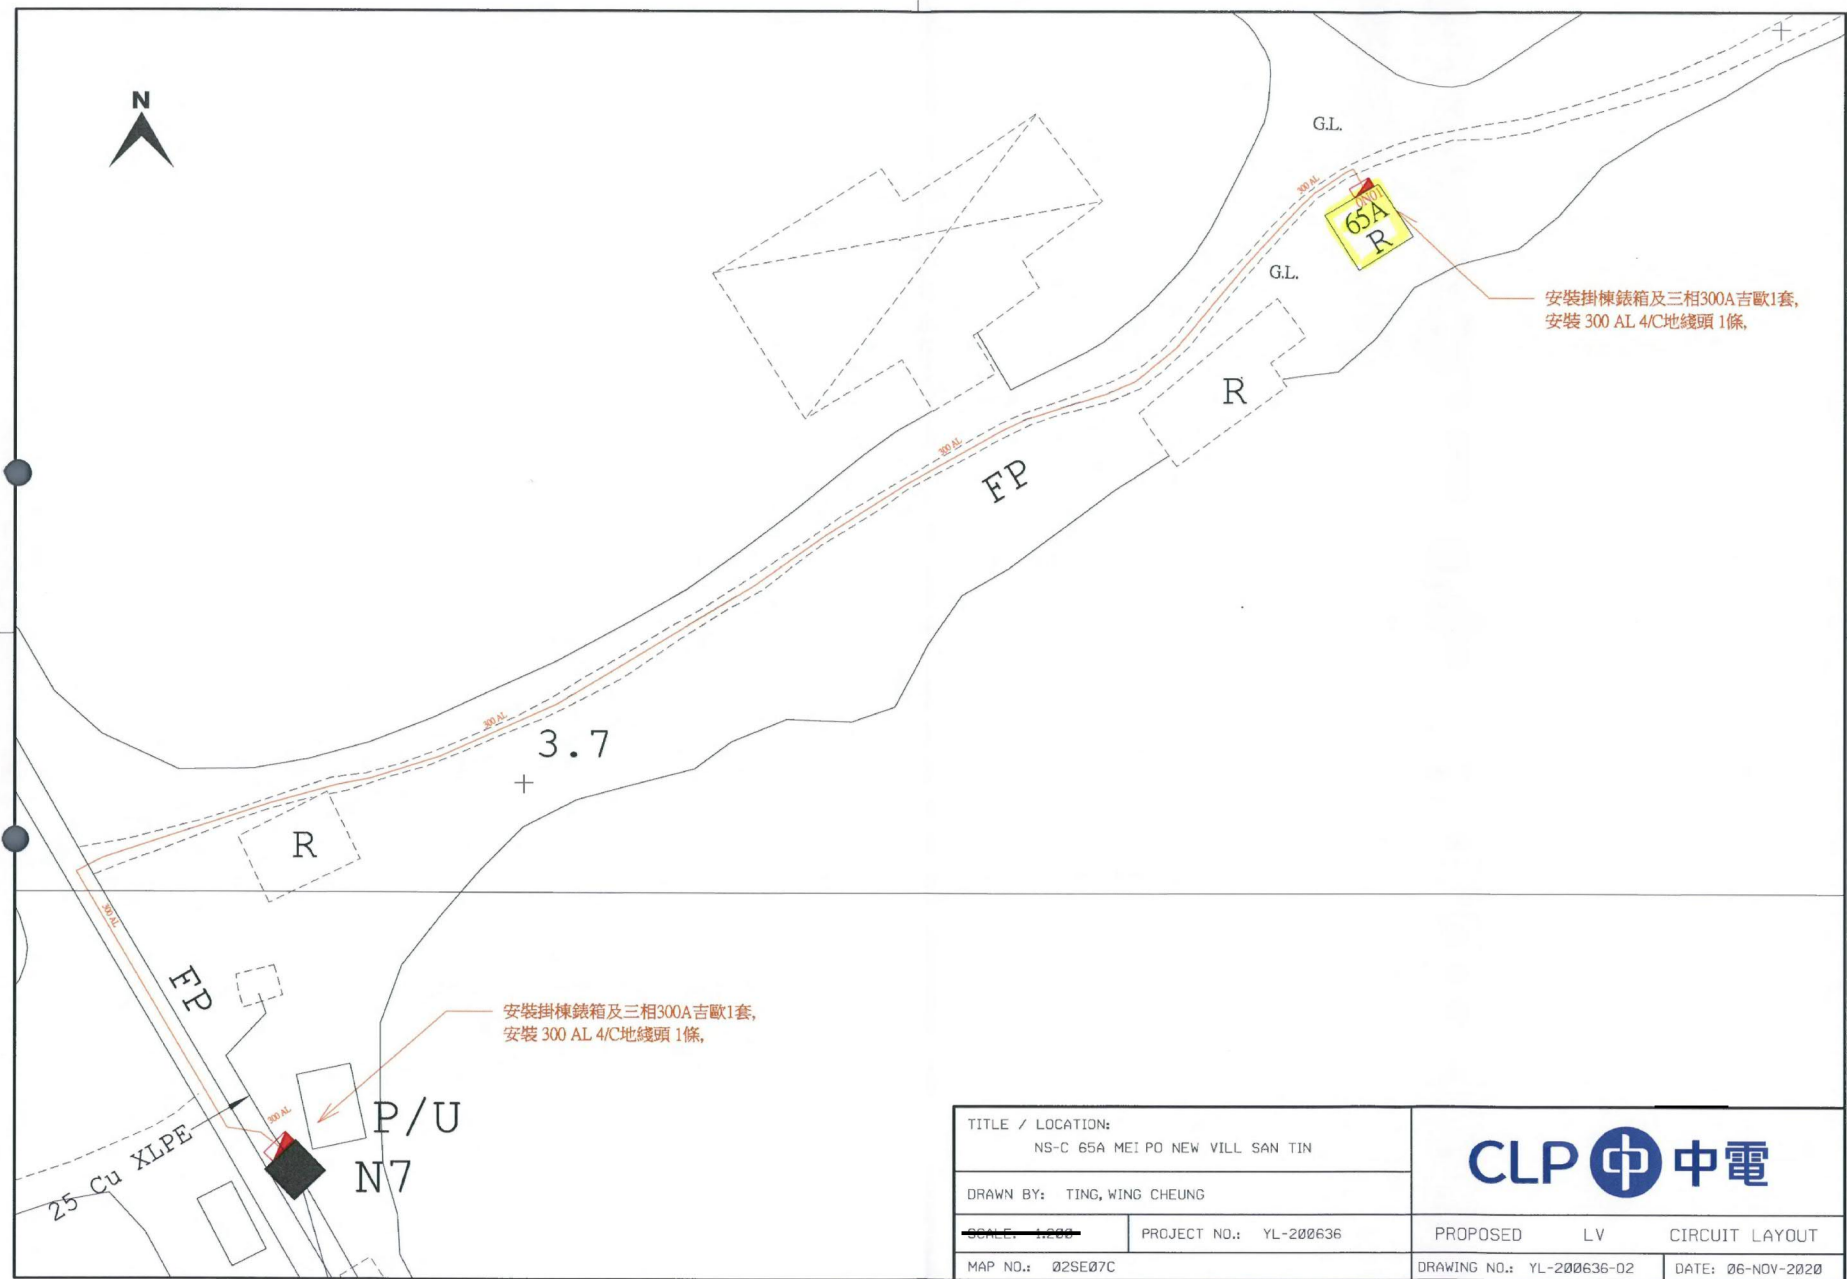 N
G.L.
300 AL
0N01
65A
R
G.L.
安裝掛棟錶箱及三相300A吉歐1套,
安裝 300 AL 4/C地綫頭 1條,
R
300 AL
FP
300 AL
3.7
R
300 AL
FP
安裝掛棟錶箱及三相300A吉歐1套,
安裝 300 AL 4/C地綫頭 1條,
300 AL
P/U
25 Cu XLPE
N7
TITLE / LOCATION:
NS-C 65A MEI PO NEW VILL SAN TIN
CLP 中電
DRAWN BY: TING, WING CHEUNG
SCALE: 1:200
PROJECT NO.: YL-200636
PROPOSED LV CIRCUIT LAYOUT
MAP NO.: 02SE07C
DRAWING NO.: YL-200636-02
DATE: 06-NOV-2020